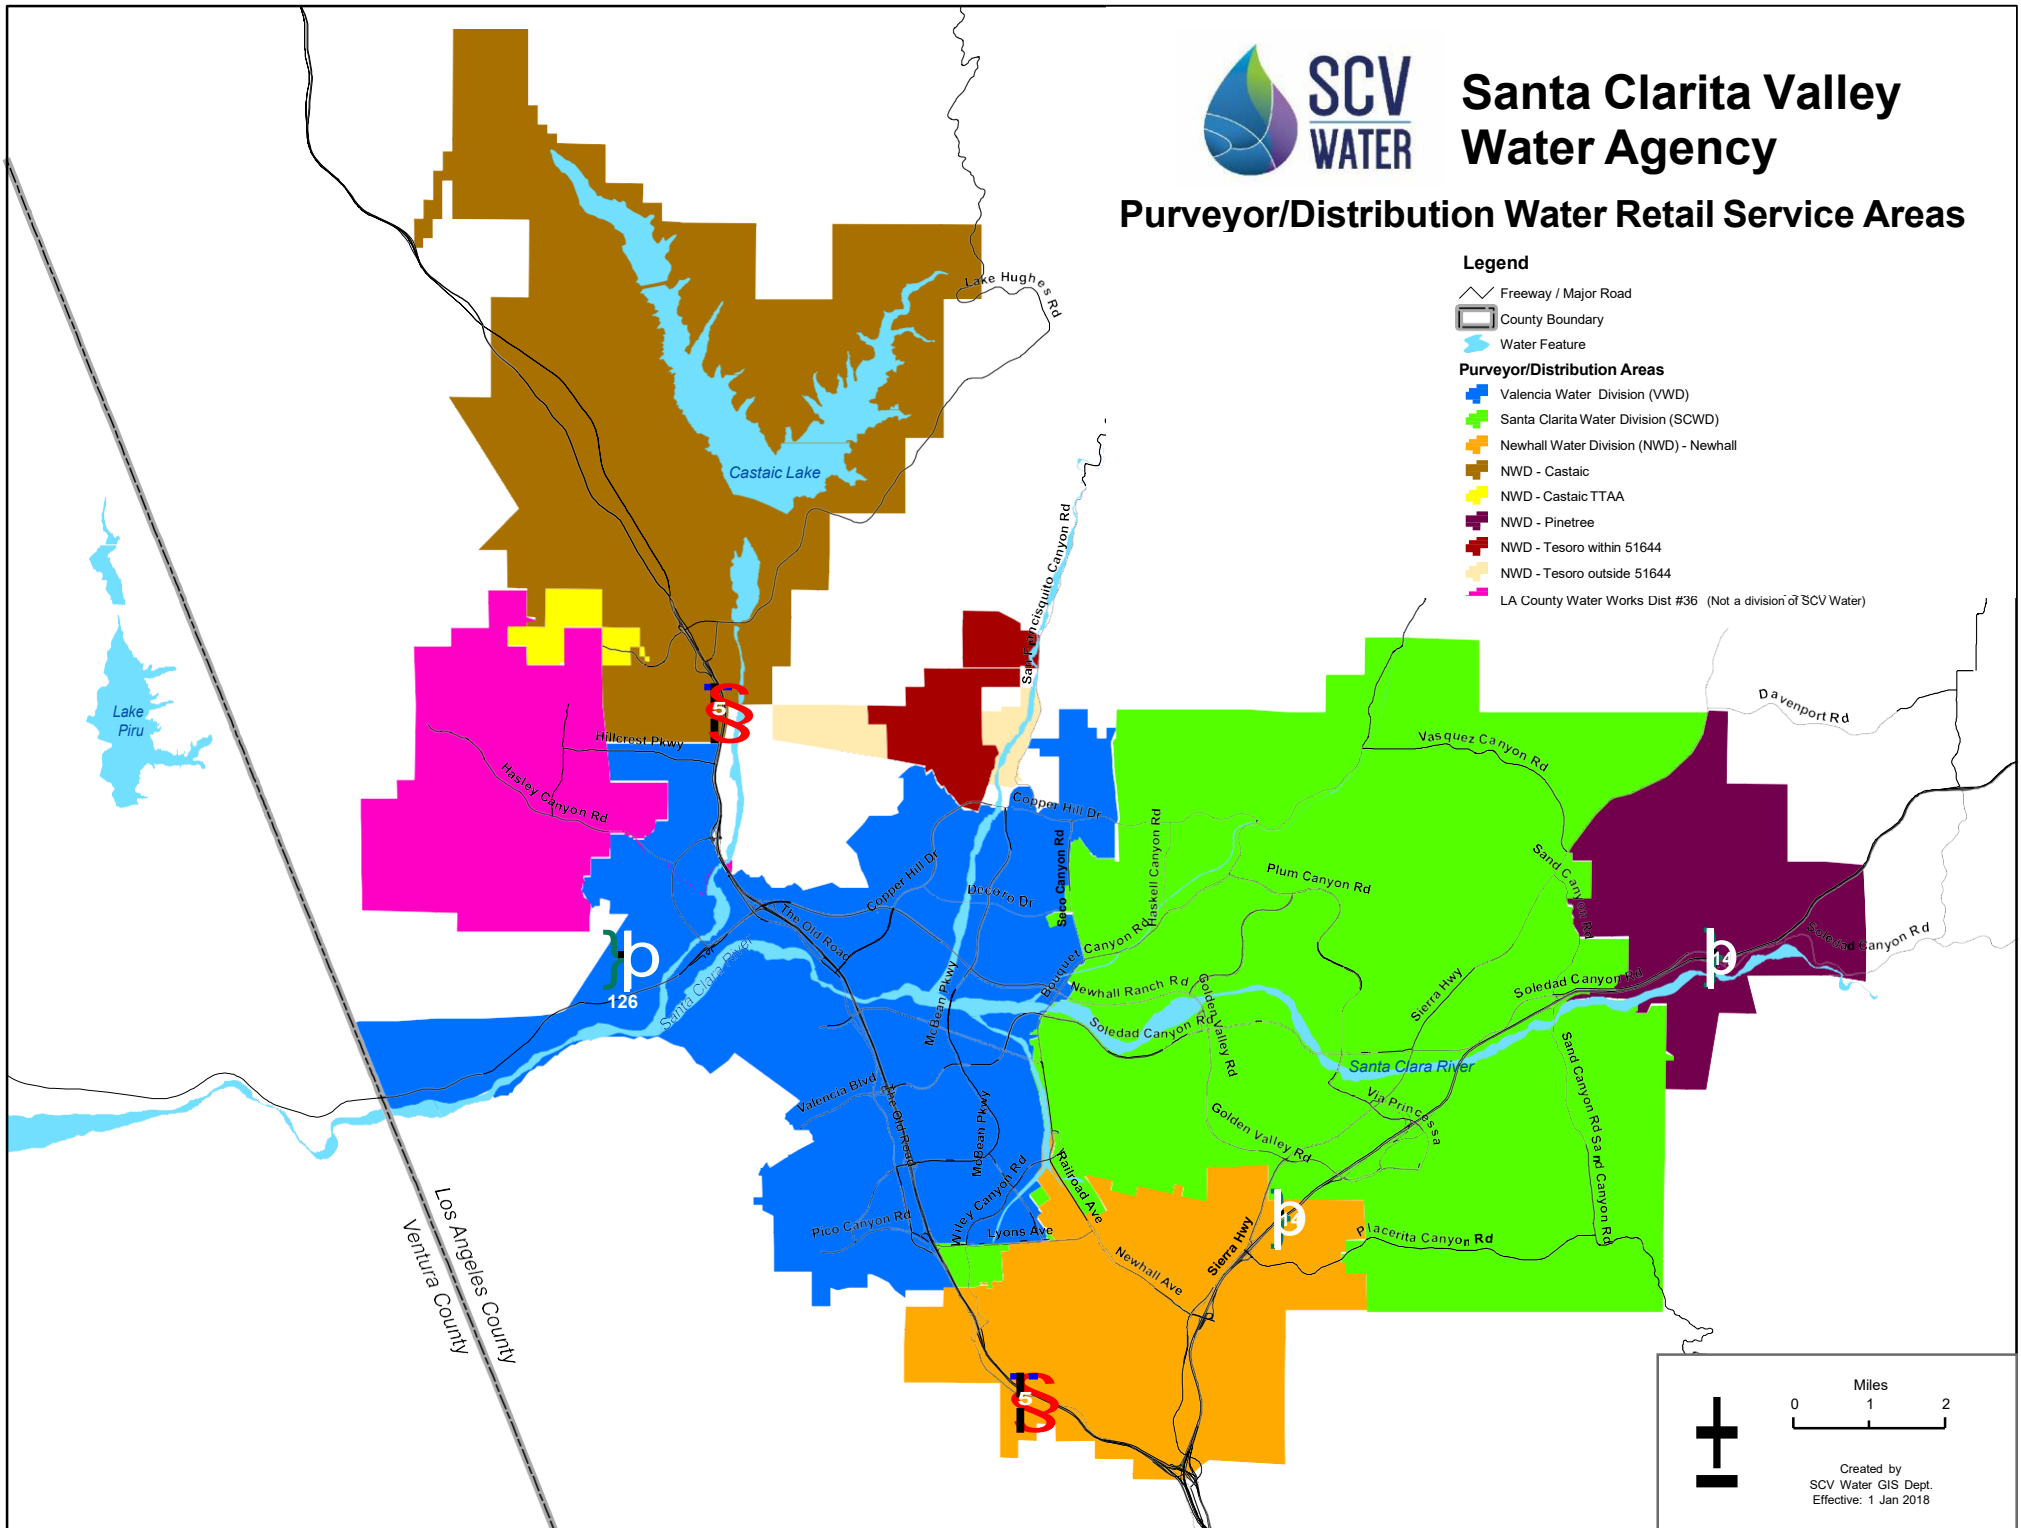 SCV
WATER
Santa Clarita Valley
Water Agency
Purveyor/Distribution Water Retail Service Areas
Legend
Freeway / Major Road
County Boundary
Water Feature
Purveyor/Distribution Areas
Valencia Water Division (VWD)
Santa Clarita Water Division (SCWD)
Newhall Water Division (NWD) - Newhall
NWD - Castaic
NWD - Castaic TTAA
NWD - Pinetree
NWD - Tesoro within 51644
NWD - Tesoro outside 51644
LA County Water Works Dist #36 (Not a division of SCV Water)
Lake Hughes Rd
Castaic Lake
San Francisquito Canyon Rd
Lake
Piru
Davenport Rd
5
Hillcrest Pkwy
Vasquez Canyon Rd
Hasley Canyon Rd
Copper Hill Dr
Haskell Canyon Rd
Seco Canyon Rd
Copper Hill Dr
Decoro Dr
Plum Canyon Rd
Sand Canyon Rd
The Old Road
Bouquet Canyon Rd
Soledad Canyon Rd
14
126
Santa Clara River
McBean Pkwy
Newhall Ranch Rd
Golden Valley Rd
Sierra Hwy
Soledad Canyon Rd
Soledad Canyon Rd
Santa Clara River
Valencia Blvd
The Old Road
McBean Pkwy
Via Princessa
Golden Valley Rd
Sand Canyon Rd
Sand Canyon Rd
Railroad Ave
Wiley Canyon Rd
Pico Canyon Rd
Lyons Ave
14
Placerita Canyon Rd
Newhall Ave
Sierra Hwy
Los Angeles County
Ventura County
5
Miles
0 1 2
Created by
SCV Water GIS Dept.
Effective: 1 Jan 2018